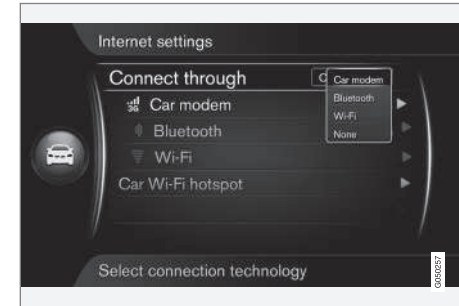 Internet settings
Connect through
Car modem
Bluetooth
Wi-Fi
None
3G Car modem
Bluetooth
Wi-Fi
Car Wi-Fi hotspot
Select connection technology
G050257